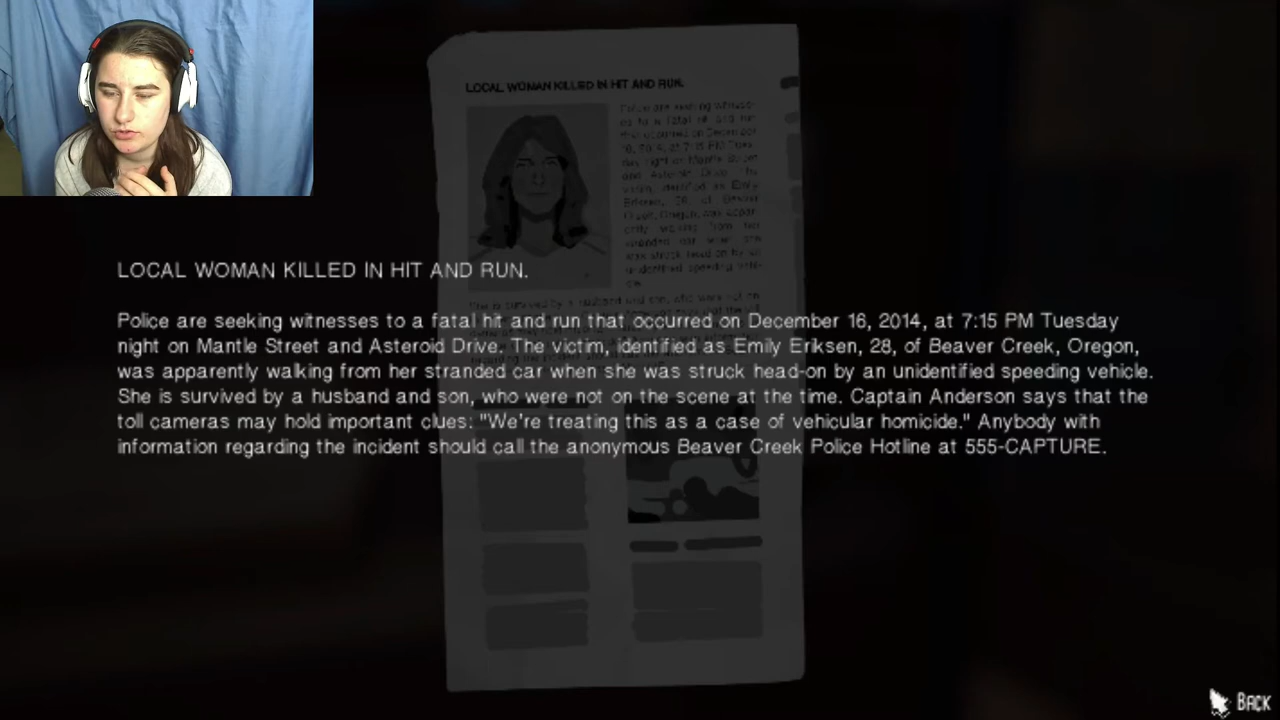 LOCAL WOMAN KILLED IN HIT AND RUN.
LOCAL WOMAN KILLED IN HIT AND RUN.
Police are seeking witnesses to a fatal hit and run that occurred on December 16, 2014, at 7:15 PM Tuesday
night on Mantle Street and Asteroid Drive. The victim, identified as Emily Eriksen, 28, of Beaver Creek, Oregon,
was apparently walking from her stranded car when she was struck head-on by an unidentified speeding vehicle.
She is survived by a husband and son, who were not on the scene at the time. Captain Anderson says that the
toll cameras may hold important clues: "We're treating this as a case of vehicular homicide." Anybody with
information regarding the incident should call the anonymous Beaver Creek Police Hotline at 555-CAPTURE.
BACK